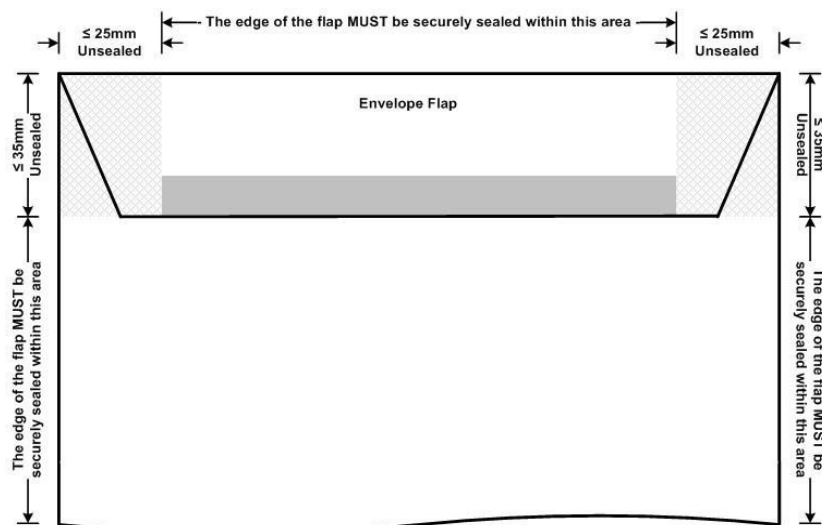 ≤ 25mm
Unsealed
The edge of the flap MUST be securely sealed within this area
≤ 25mm
Unsealed
Envelope Flap
≤ 35mm
Unsealed
≤ 35mm
Unsealed
The edge of the flap MUST be
securely sealed within this area
The edge of the flap MUST be
securely sealed within this area